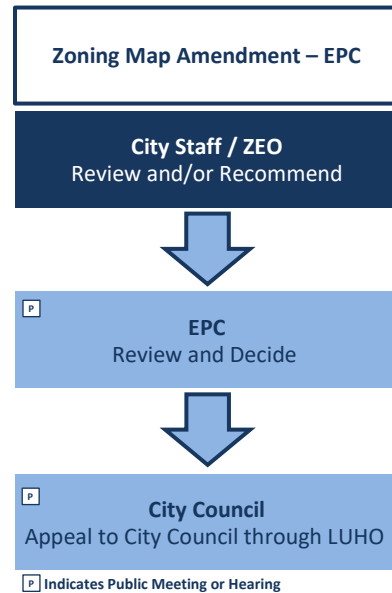 Zoning Map Amendment – EPC
City Staff / ZEO
Review and/or Recommend
P
EPC
Review and Decide
P
City Council
Appeal to City Council through LUHO
P Indicates Public Meeting or Hearing